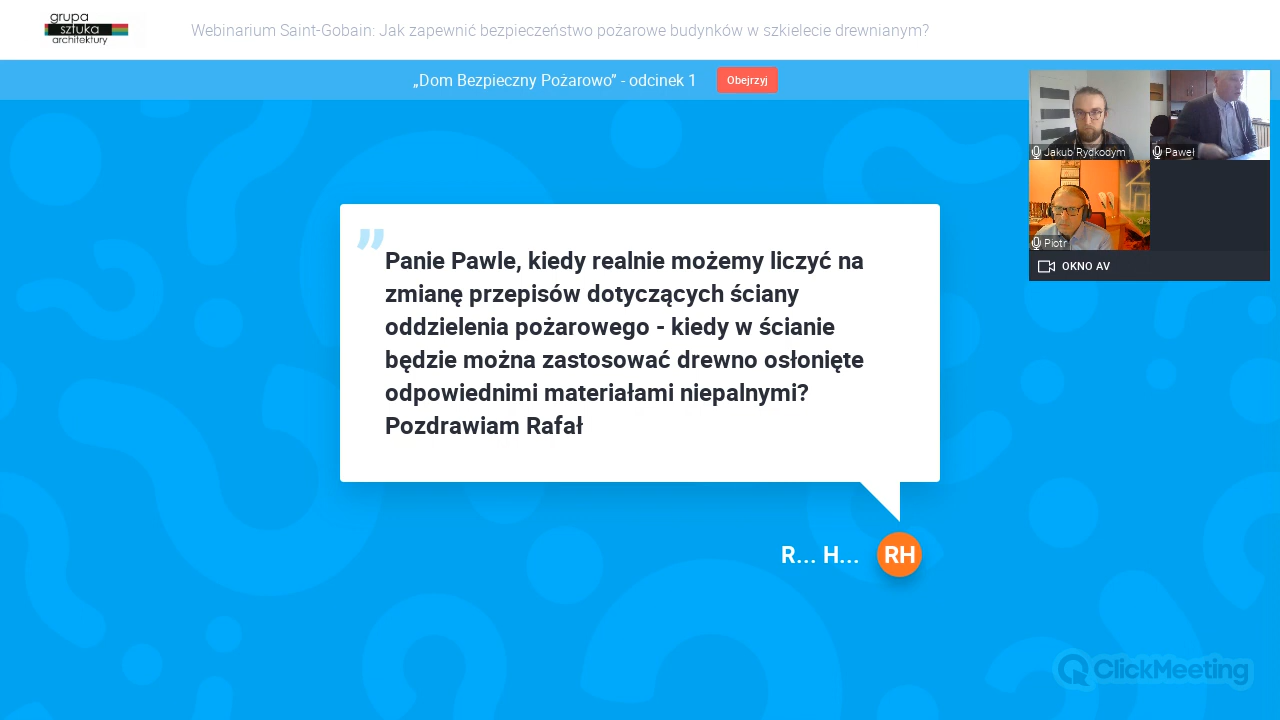 grupa
sztuka
architektury
Webinarium Saint-Gobain: Jak zapewnić bezpieczeństwo pożarowe budynków w szkielecie drewnianym?
„Dom Bezpieczny Pożarowo” - odcinek 1
Obejrzyj
Jakub Rydkodym
Paweł
Piotr
OKNO AV
”
Panie Pawle, kiedy realnie możemy liczyć na
zmianę przepisów dotyczących ściany
oddzielenia pożarowego - kiedy w ścianie
będzie można zastosować drewno osłonięte
odpowiednimi materiałami niepalnymi?
Pozdrawiam Rafał
R... H...
RH
ClickMeeting